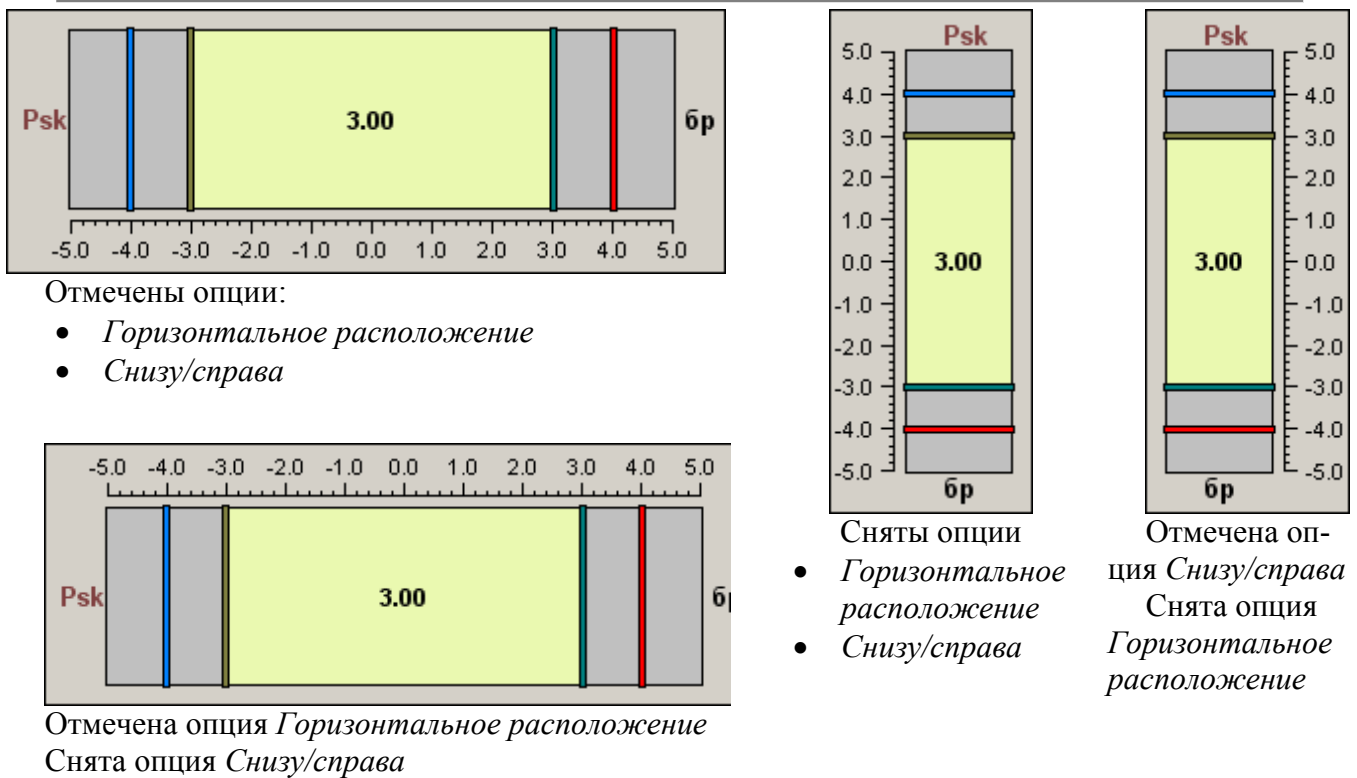 Psk
3.00
бр
-5.0 -4.0 -3.0 -2.0 -1.0 0.0 1.0 2.0 3.0 4.0 5.0
Отмечены опции:
• Горизонтальное расположение
• Снизу/справа
-5.0 -4.0 -3.0 -2.0 -1.0 0.0 1.0 2.0 3.0 4.0 5.0
Psk
3.00
бр
Отмечена опция Горизонтальное расположение
Снята опция Снизу/справа
Psk
5.0
4.0
3.0
2.0
1.0
0.0
3.00
-1.0
-2.0
-3.0
-4.0
-5.0
бр
Сняты опции
• Горизонтальное
расположение
• Снизу/справа
Psk
5.0
4.0
3.0
2.0
1.0
3.00
0.0
-1.0
-2.0
-3.0
-4.0
-5.0
бр
Отмечена оп-
ция Снизу/справа
Снята опция
Горизонтальное
расположение